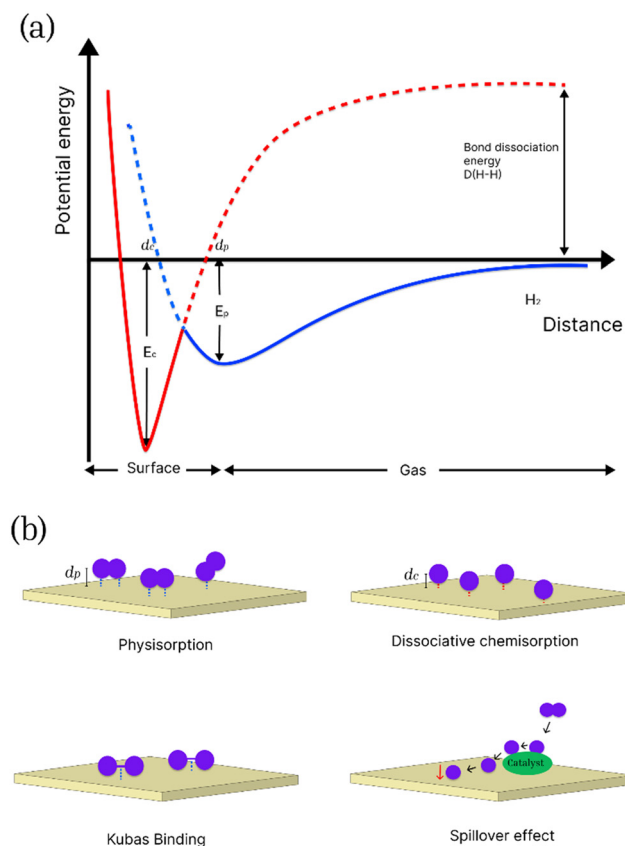 (a)
Potential energy
Bond dissociation
energy
D(H-H)
dc
dp
Ec
Ep
H₂
Distance
Surface
Gas
(b)
dp
dc
Physisorption
Dissociative chemisorption
Catalyst
Kubas Binding
Spillover effect